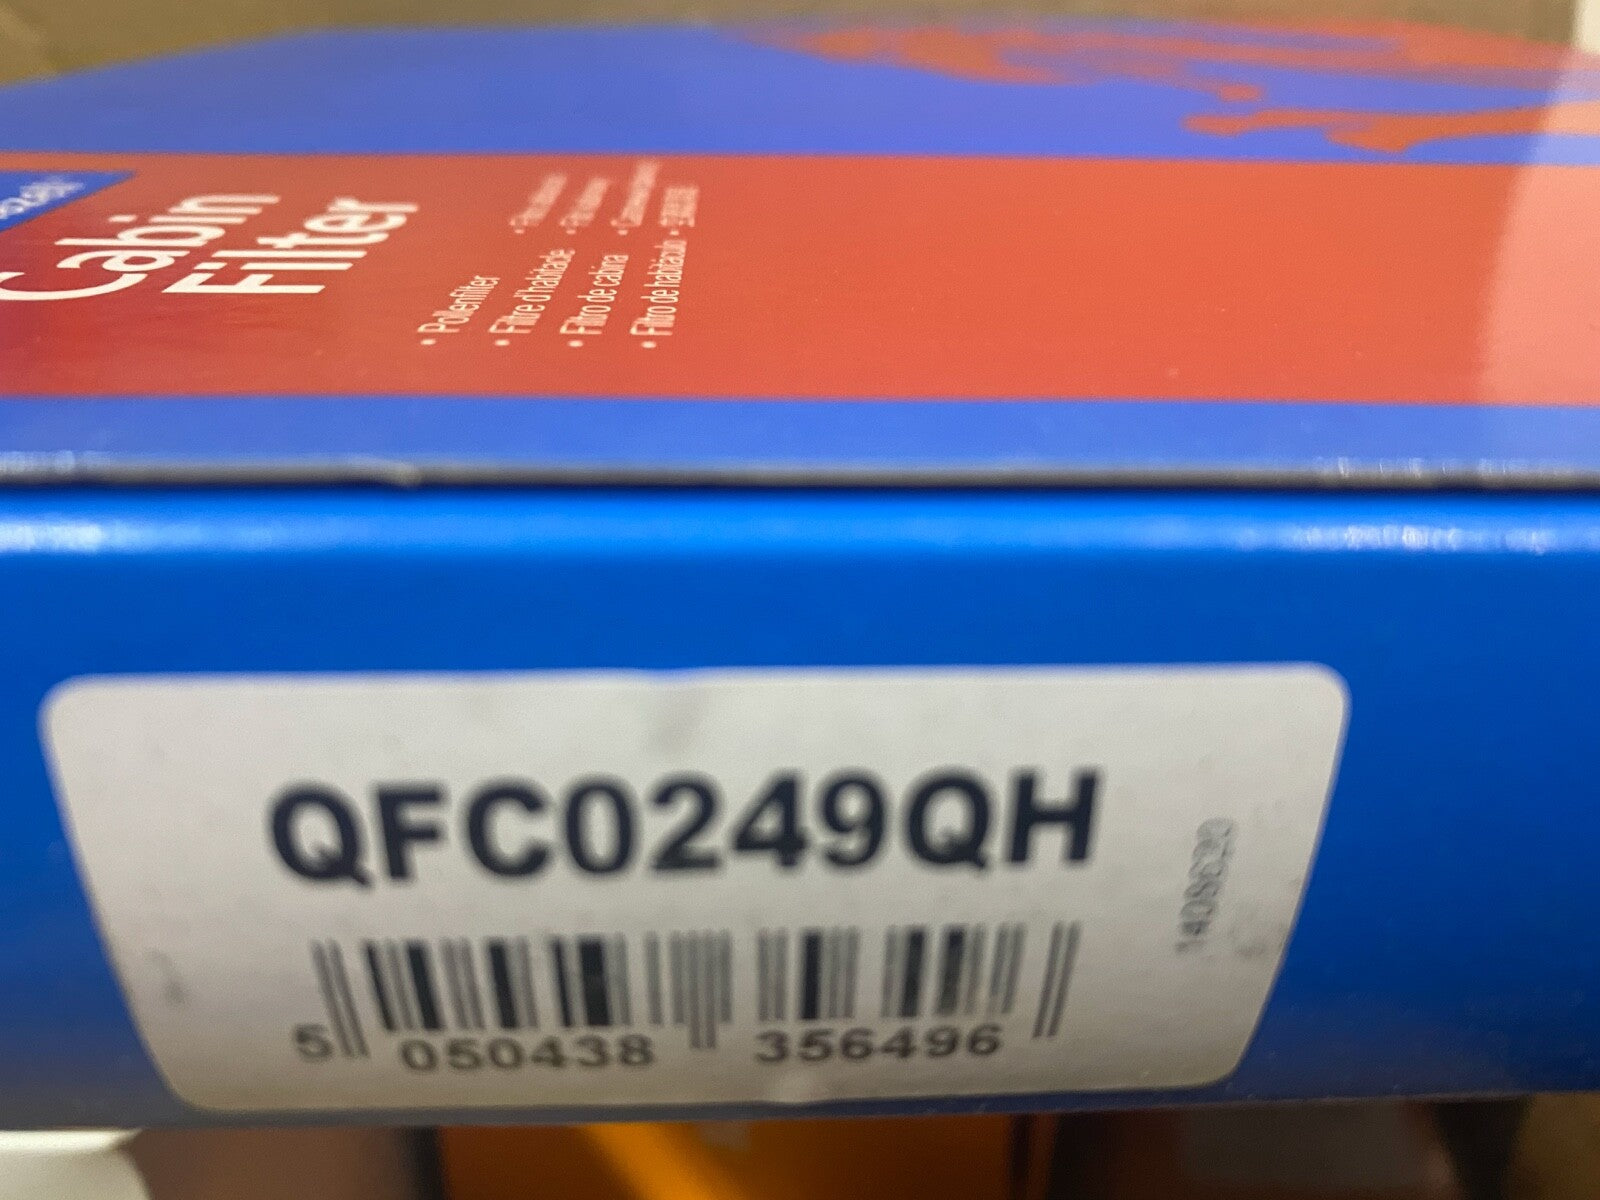 Cabin
Filter
• Pollenfilter
• Filtre d'habitacle
• Filtro de cabina
• Filtro de habitáculo
QFC0249QH
5 050438 356496